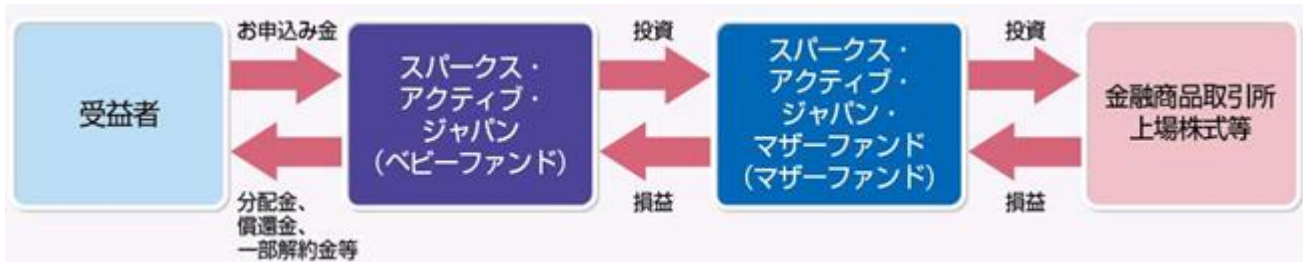 お申込み金
投資
投資
受益者
スパークス・
アクティブ・
ジャパン
(ベビーファンド)
スパークス・
アクティブ・
ジャパン・
マザーファンド
(マザーファンド)
金融商品取引所
上場株式等
分配金、
償還金、
一部解約金等
損益
損益